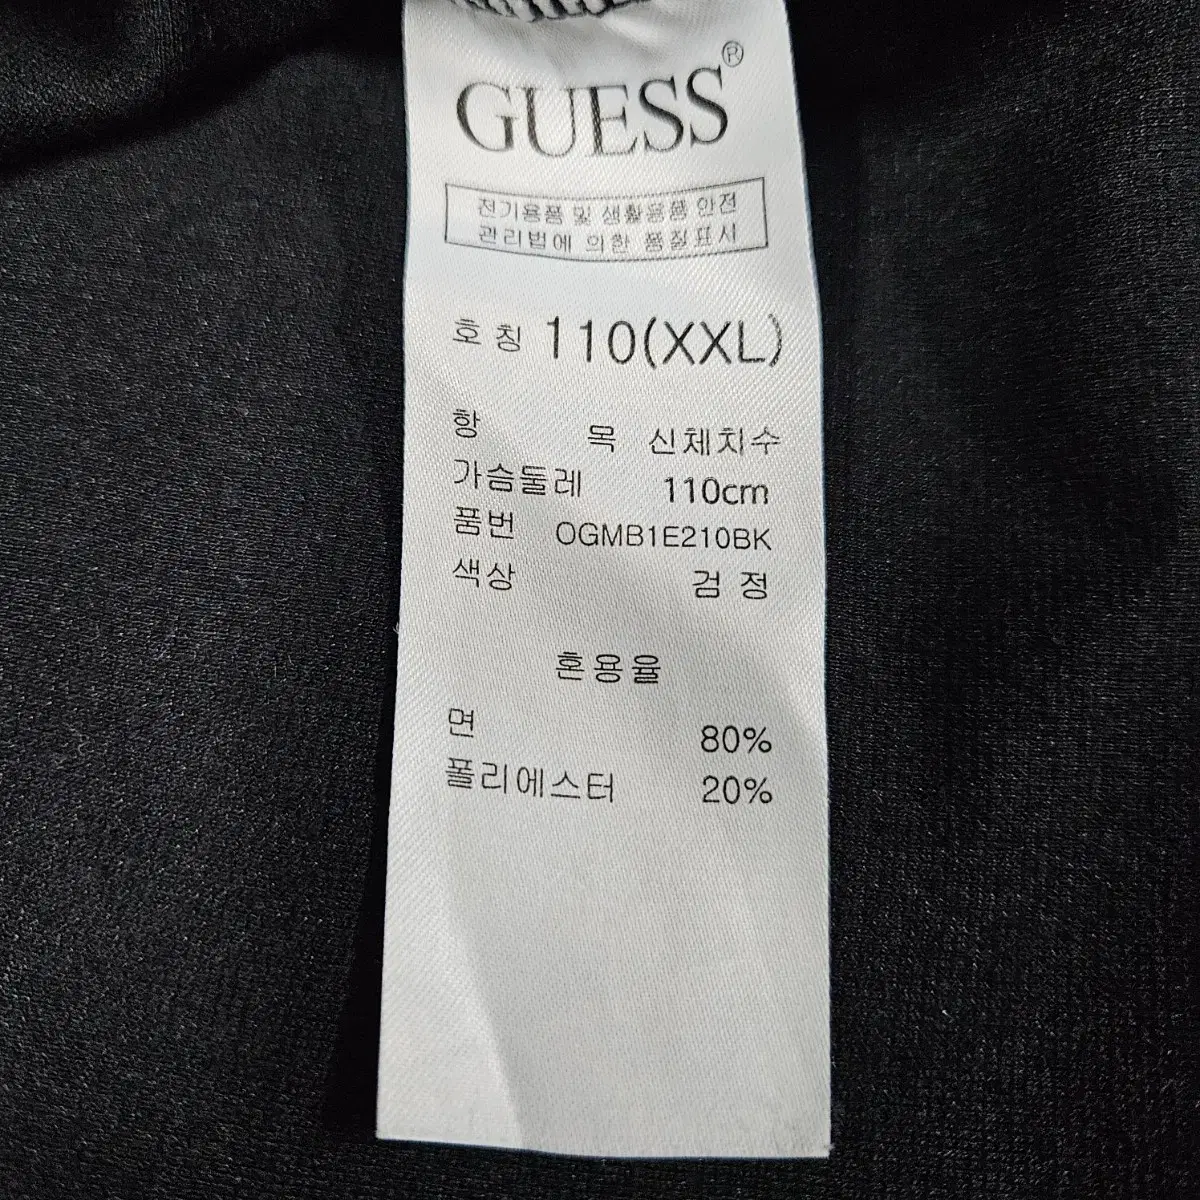 GUESS®
전기용품 및 생활용품 안전
관리법에 의한 품질표시
호칭 110(XXL)
항 목 신체치수
가슴둘레 110cm
품번 OGMB1E210BK
색상 검정
혼용율
면 80%
폴리에스터 20%